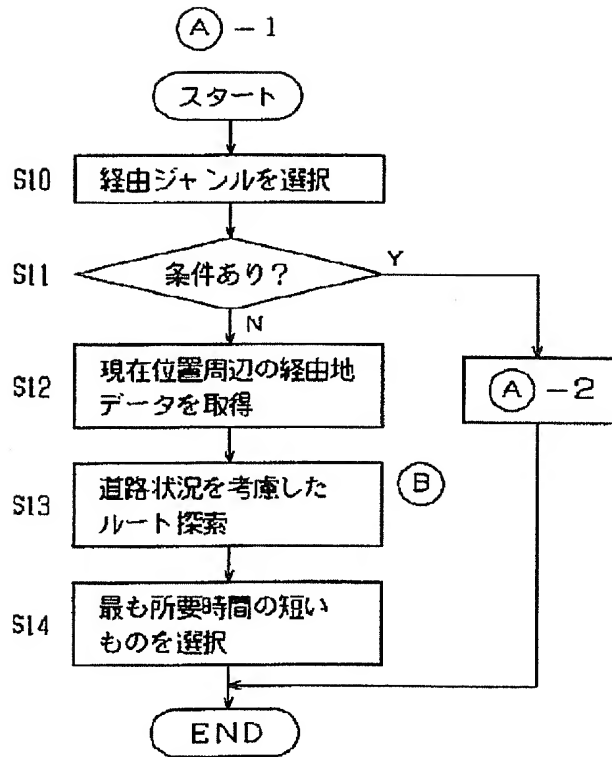 Ⓐ－1
スタート
S10 経由ジャンルを選択
S11 条件あり？ Y
N
S12 現在位置周辺の経由地
データを取得
Ⓐ－2
S13 道路状況を考慮した
ルート探索
Ⓑ
S14 最も所要時間の短い
ものを選択
END